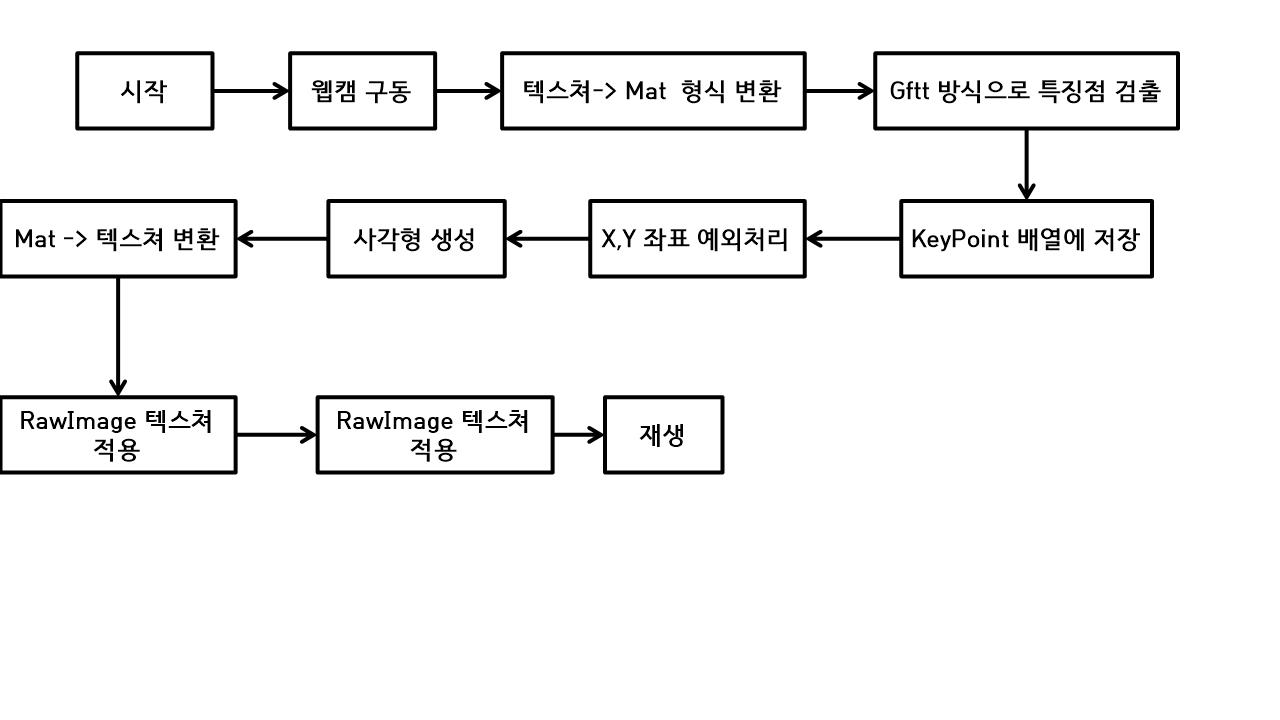 시작
웹캠 구동
텍스쳐-> Mat 형식 변환
Gftt 방식으로 특징점 검출
Mat -> 텍스쳐 변환
사각형 생성
X,Y 좌표 예외처리
KeyPoint 배열에 저장
RawImage 텍스쳐
적용
RawImage 텍스쳐
적용
재생